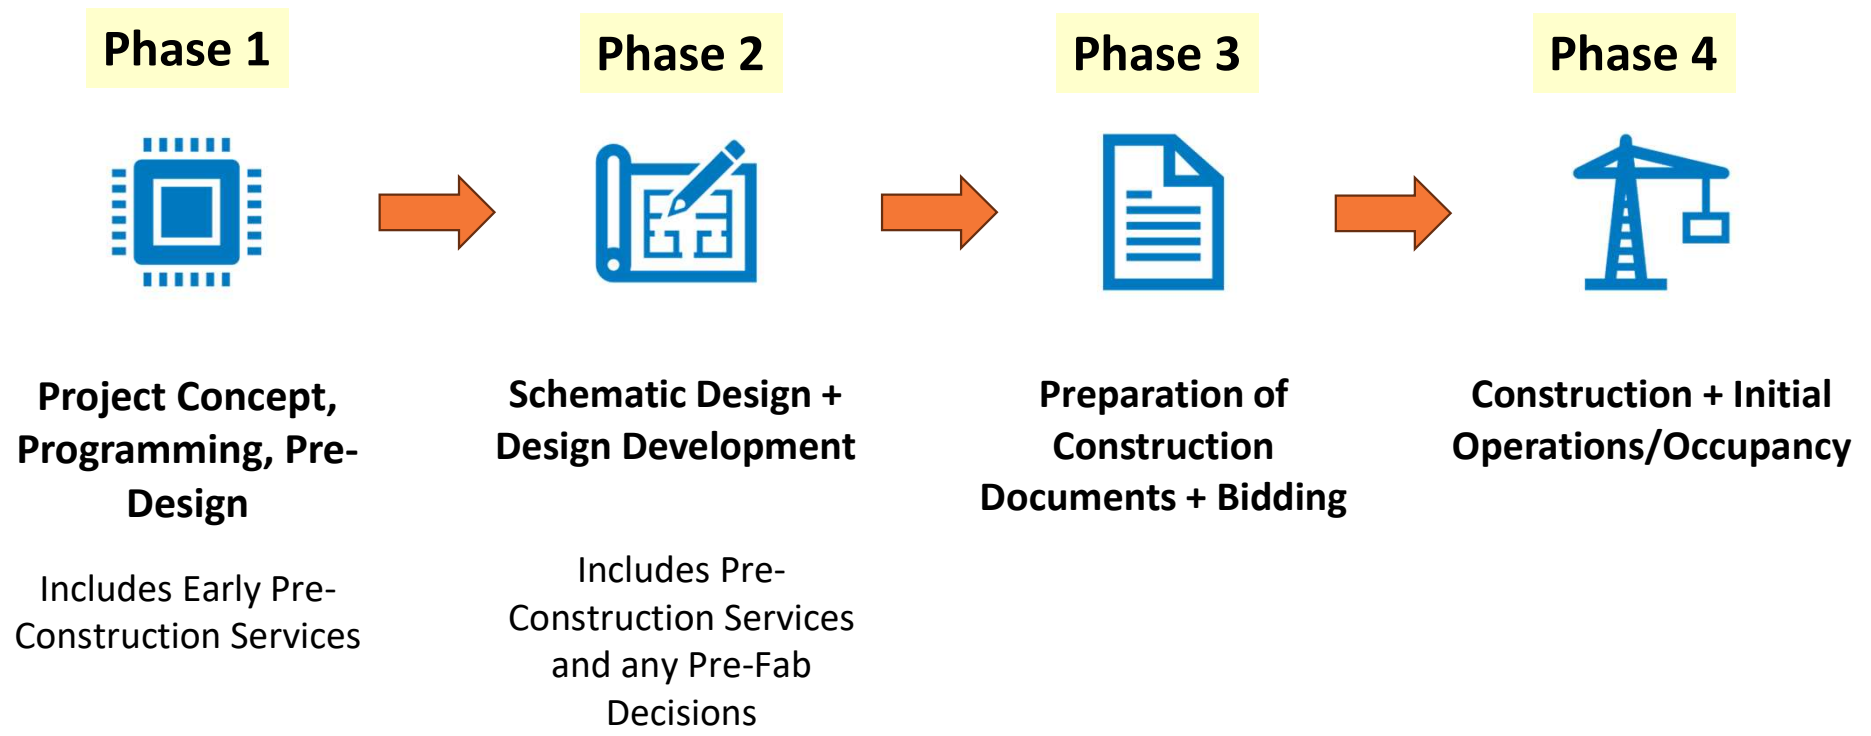 Phase 1
Phase 2
Phase 3
Phase 4
Project Concept,
Programming, Pre-
Design
Includes Early Pre-
Construction Services
Schematic Design +
Design Development
Includes Pre-
Construction Services
and any Pre-Fab
Decisions
Preparation of
Construction
Documents + Bidding
Construction + Initial
Operations/Occupancy